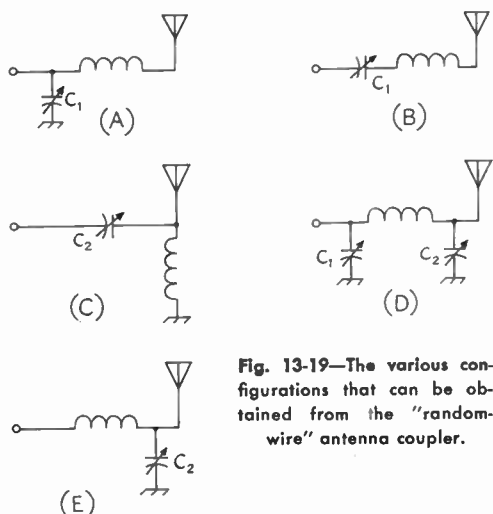 C₁
(A)
C₁
(B)
C₂
(C)
C₁
C₂
(D)
C₂
(E)
Fig. 13-19—The various con-
figurations that can be ob-
tained from the "random-
wire" antenna coupler.